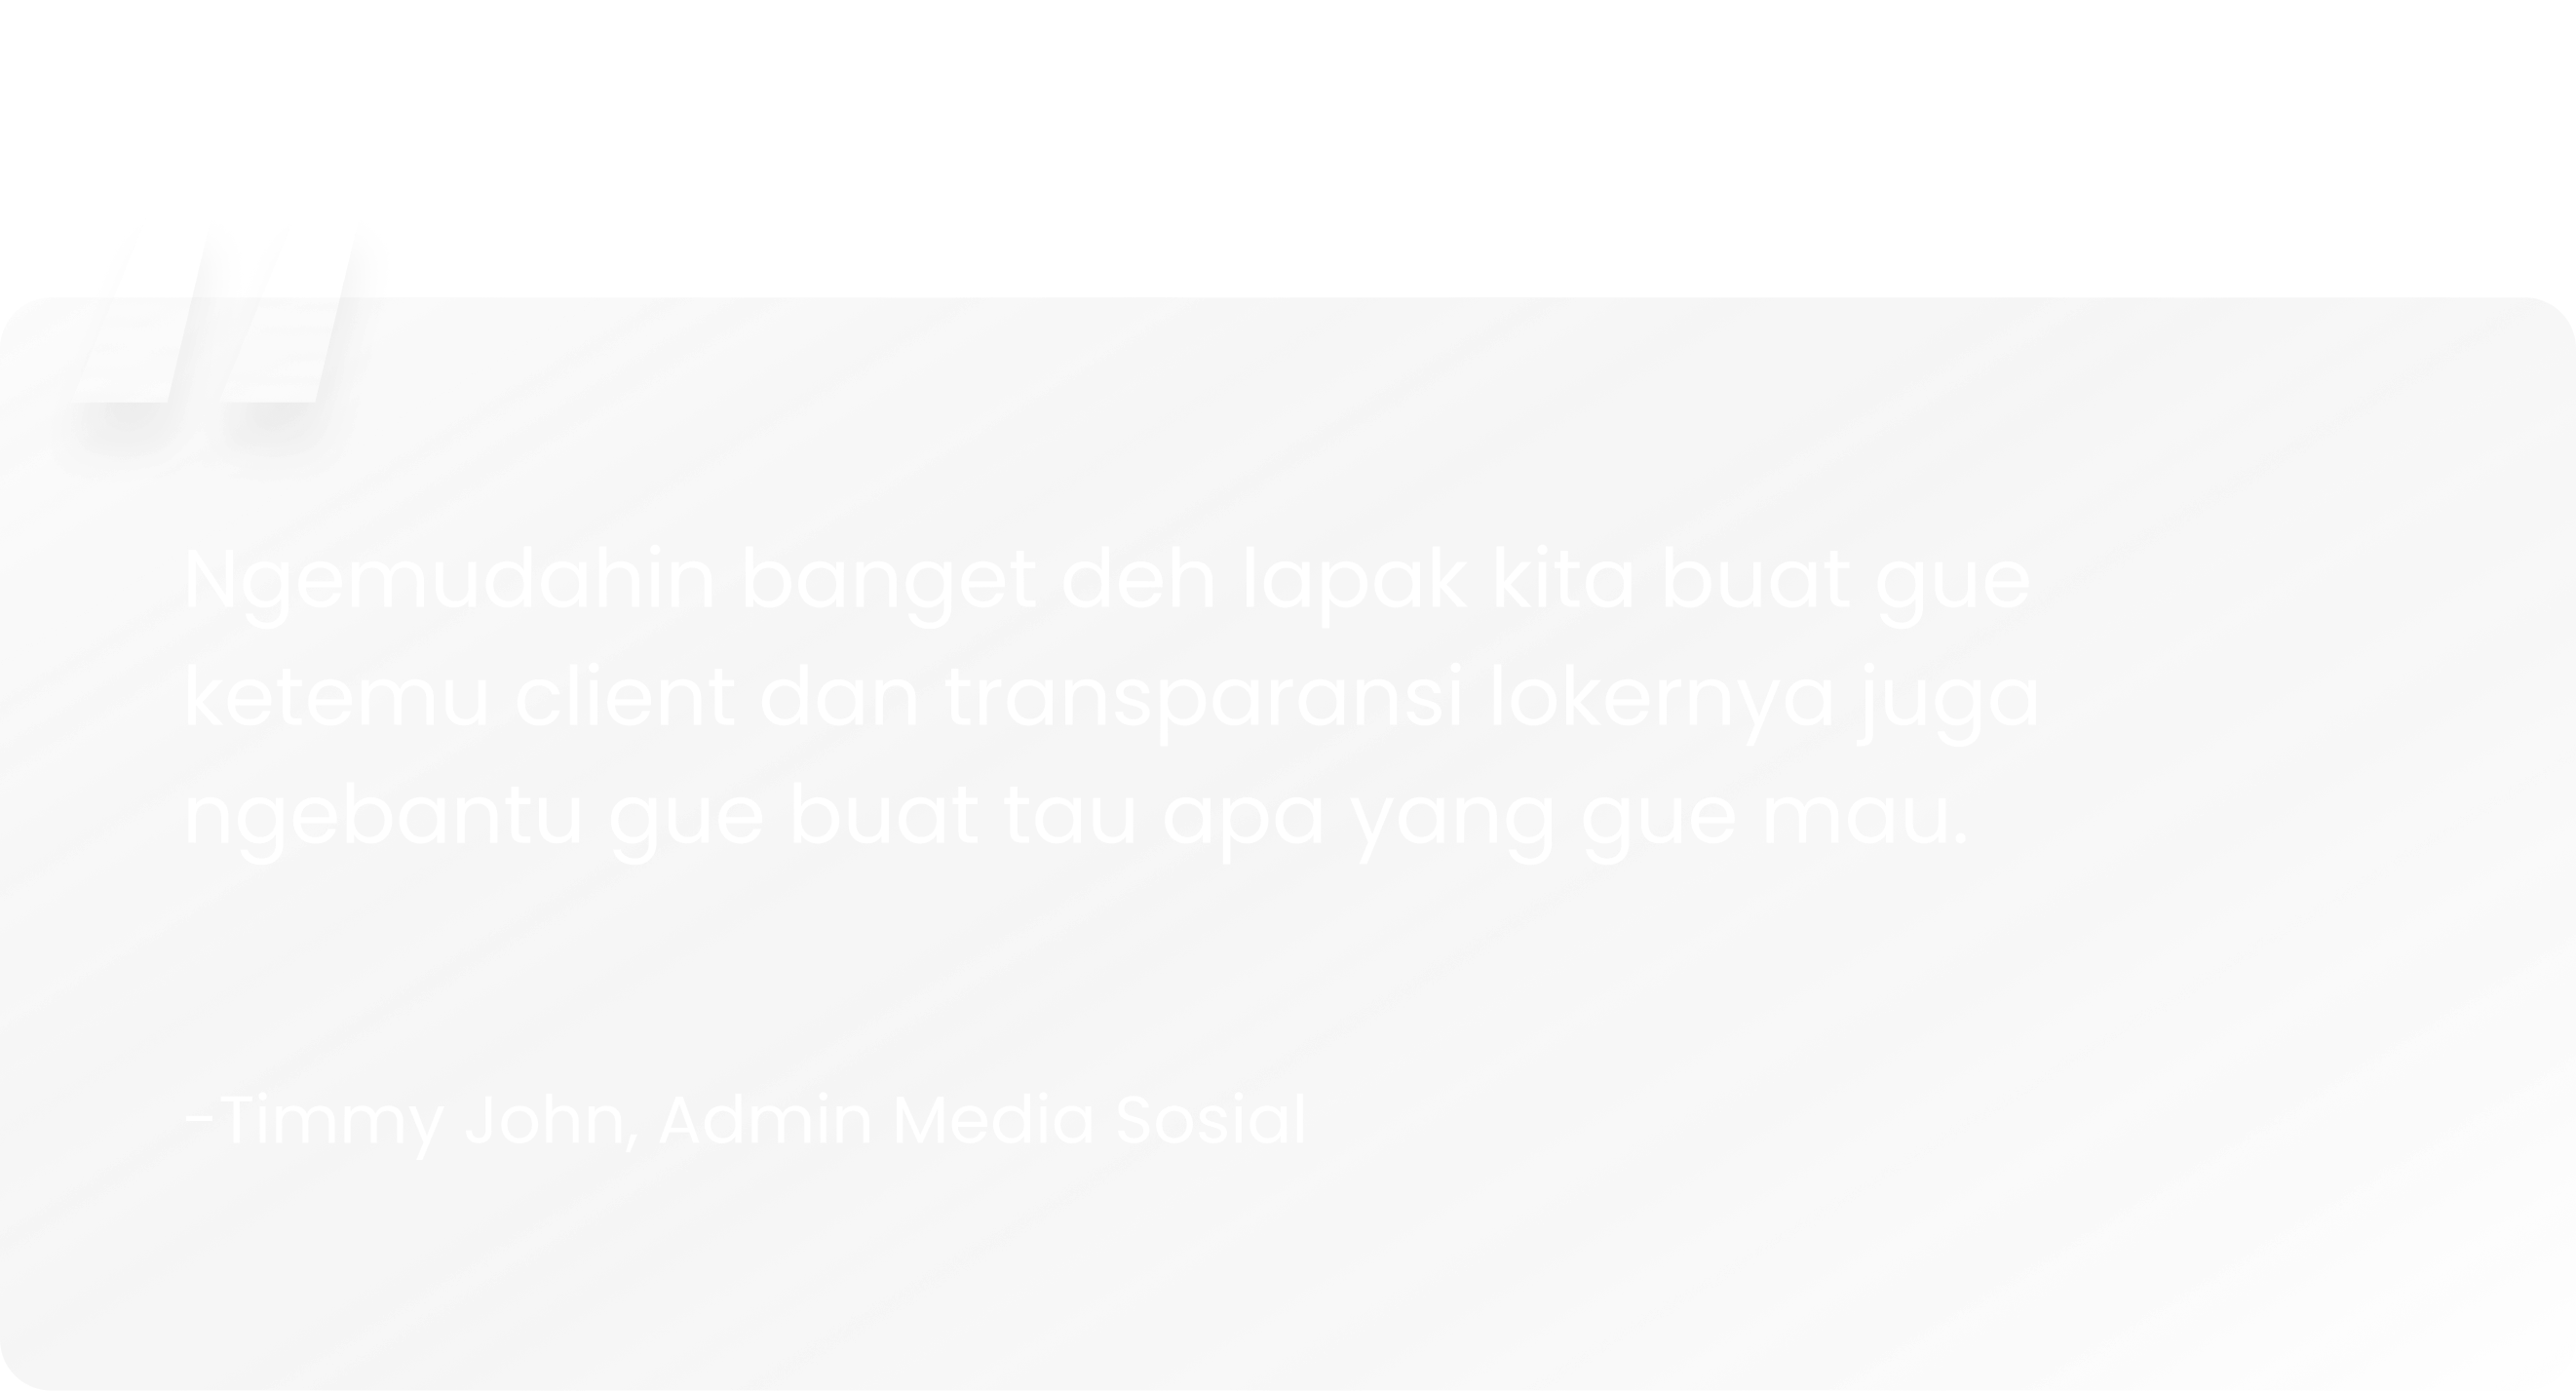 "
Ngemudahin banget deh lapak kita buat gue
ketemu client dan transparansi lokernya juga
ngebantu gue buat tau apa yang gue mau.
-Timmy John, Admin Media Sosial